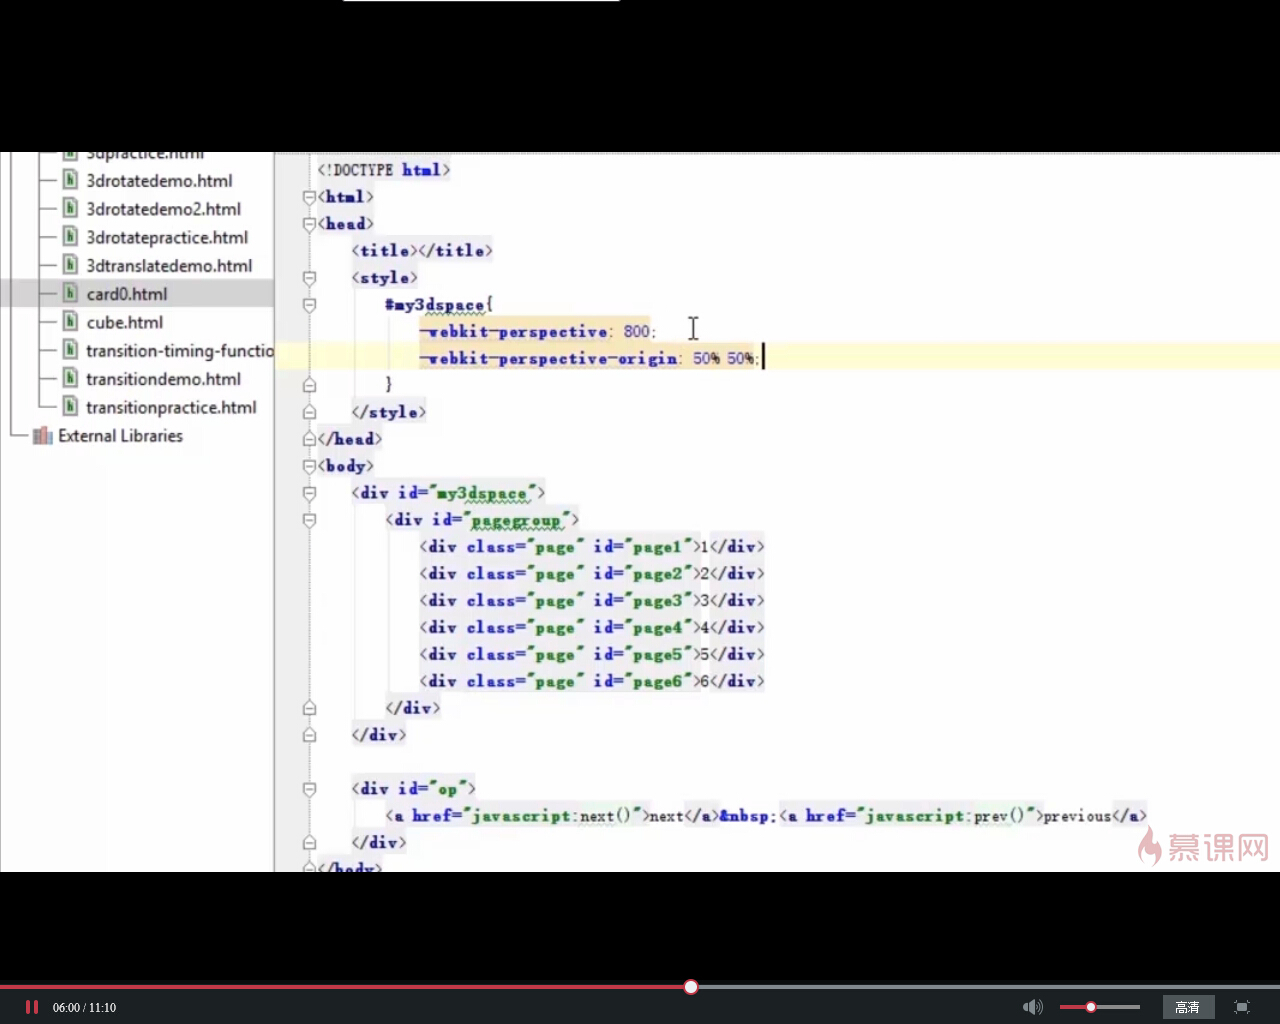 3dpractice.html
3drotatedemo.html
3drotatedemo2.html
3drotatepractice.html
3dtranslatedemo.html
card0.html
cube.html
transition-timing-functio
transitiondemo.html
transitionpractice.html
External Libraries
<!DOCTYPE html>
<html>
<head>
<title></title>
<style>
#my3dspace{
-webkit-perspective: 800;
-webkit-perspective-origin: 50% 50%;
}
</style>
</head>
<body>
<div id="my3dspace">
<div id="pagegroup">
<div class="page" id="page1">1</div>
<div class="page" id="page2">2</div>
<div class="page" id="page3">3</div>
<div class="page" id="page4">4</div>
<div class="page" id="page5">5</div>
<div class="page" id="page6">6</div>
</div>
</div>
<div id="op">
<a href="javascript:next()">next</a>&nbsp;<a href="javascript:prev()">previous</a>
</div>
</body>
慕课网
06:00 / 11:10
高清